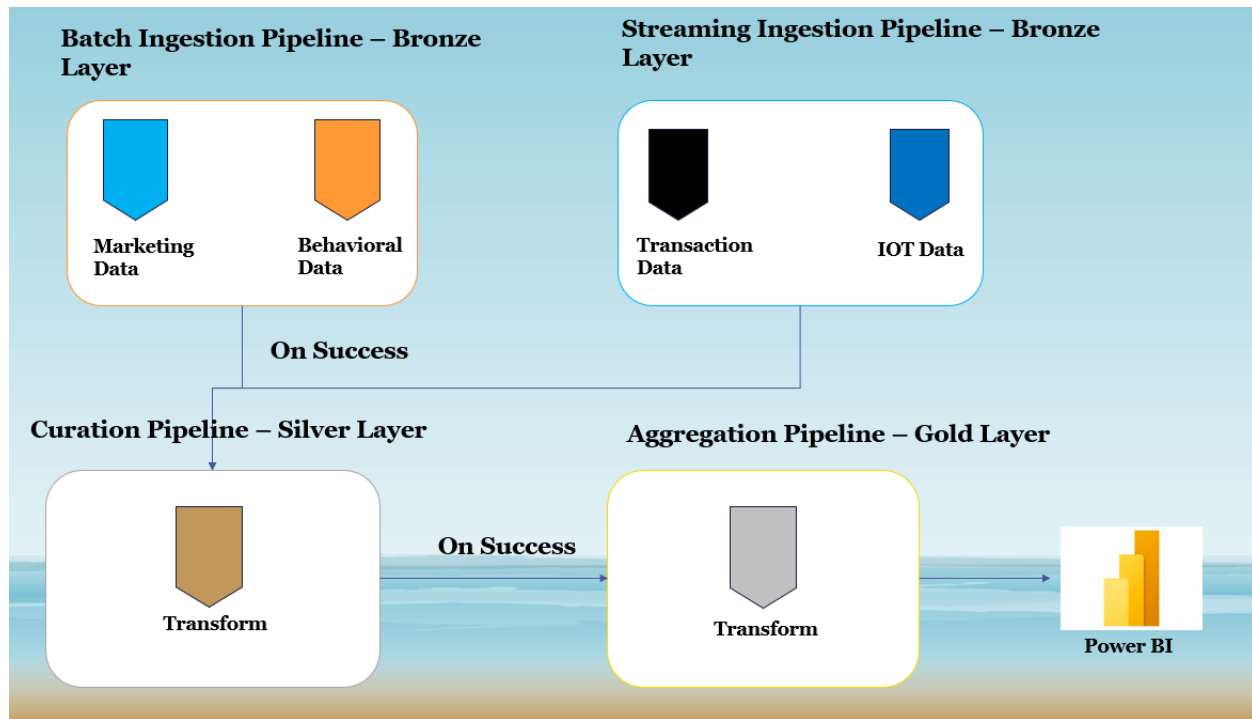 Batch Ingestion Pipeline – Bronze
Layer
Streaming Ingestion Pipeline – Bronze
Layer
Marketing
Data
Behavioral
Data
Transaction
Data
IOT Data
On Success
Curation Pipeline – Silver Layer
Aggregation Pipeline – Gold Layer
Transform
On Success
Transform
Power BI